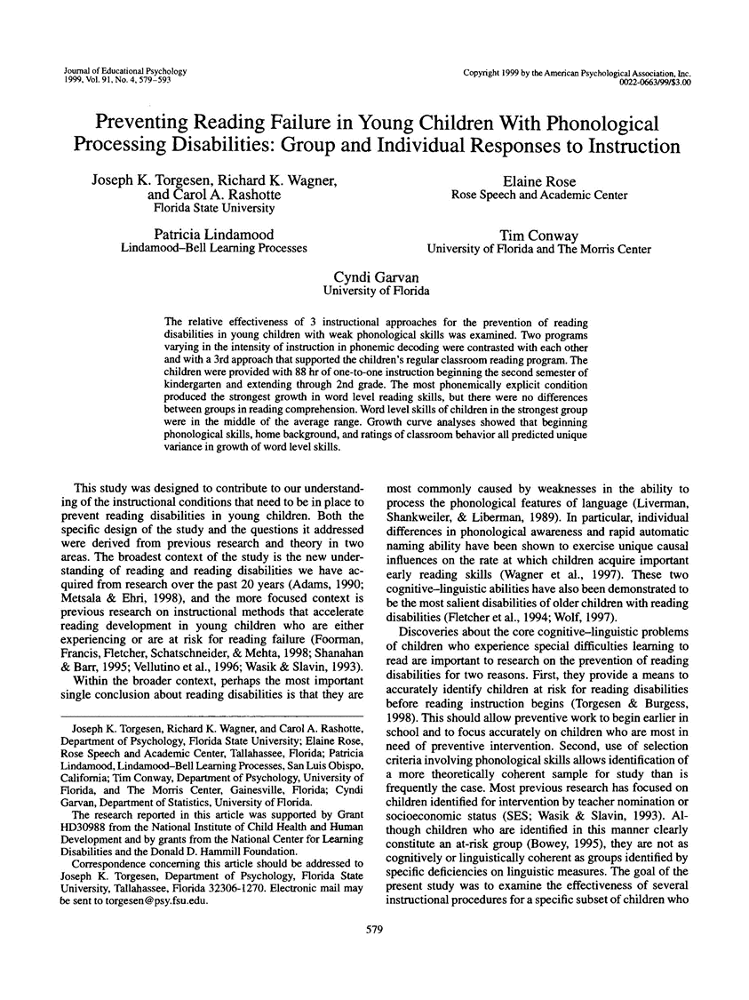 Journal of Educational Psychology
1999, Vol. 91, No. 4, 579–593
Copyright 1999 by the American Psychological Association, Inc.
0022-0663/99/$3.00
Preventing Reading Failure in Young Children With Phonological
Processing Disabilities: Group and Individual Responses to Instruction
Joseph K. Torgesen, Richard K. Wagner,
and Carol A. Rashotte
Florida State University
Elaine Rose
Rose Speech and Academic Center
Patricia Lindamood
Lindamood–Bell Learning Processes
Tim Conway
University of Florida and The Morris Center
Cyndi Garvan
University of Florida
The relative effectiveness of 3 instructional approaches for the prevention of reading
disabilities in young children with weak phonological skills was examined. Two programs
varying in the intensity of instruction in phonemic decoding were contrasted with each other
and with a 3rd approach that supported the children's regular classroom reading program. The
children were provided with 88 hr of one-to-one instruction beginning the second semester of
kindergarten and extending through 2nd grade. The most phonemically explicit condition
produced the strongest growth in word level reading skills, but there were no differences
between groups in reading comprehension. Word level skills of children in the strongest group
were in the middle of the average range. Growth curve analyses showed that beginning
phonological skills, home background, and ratings of classroom behavior all predicted unique
variance in growth of word level skills.
This study was designed to contribute to our understand-
ing of the instructional conditions that need to be in place to
prevent reading disabilities in young children. Both the
specific design of the study and the questions it addressed
were derived from previous research and theory in two
areas. The broadest context of the study is the new under-
standing of reading and reading disabilities we have ac-
quired from research over the past 20 years (Adams, 1990;
Metsala & Ehri, 1998), and the more focused context is
previous research on instructional methods that accelerate
reading development in young children who are either
experiencing or are at risk for reading failure (Foorman,
Francis, Fletcher, Schatschneider, & Mehta, 1998; Shanahan
& Barr, 1995; Vellutino et al., 1996; Wasik & Slavin, 1993).
Within the broader context, perhaps the most important
single conclusion about reading disabilities is that they are
Joseph K. Torgesen, Richard K. Wagner, and Carol A. Rashotte,
Department of Psychology, Florida State University; Elaine Rose,
Rose Speech and Academic Center, Tallahassee, Florida; Patricia
Lindamood, Lindamood–Bell Learning Processes, San Luis Obispo,
California; Tim Conway, Department of Psychology, University of
Florida, and The Morris Center, Gainesville, Florida; Cyndi
Garvan, Department of Statistics, University of Florida.
The research reported in this article was supported by Grant
HD30988 from the National Institute of Child Health and Human
Development and by grants from the National Center for Learning
Disabilities and the Donald D. Hammill Foundation.
Correspondence concerning this article should be addressed to
Joseph K. Torgesen, Department of Psychology, Florida State
University, Tallahassee, Florida 32306-1270. Electronic mail may
be sent to torgesen@psy.fsu.edu.
most commonly caused by weaknesses in the ability to
process the phonological features of language (Liverman,
Shankweiler, & Liberman, 1989). In particular, individual
differences in phonological awareness and rapid automatic
naming ability have been shown to exercise unique causal
influences on the rate at which children acquire important
early reading skills (Wagner et al., 1997). These two
cognitive–linguistic abilities have also been demonstrated to
be the most salient disabilities of older children with reading
disabilities (Fletcher et al., 1994; Wolf, 1997).
Discoveries about the core cognitive–linguistic problems
of children who experience special difficulties learning to
read are important to research on the prevention of reading
disabilities for two reasons. First, they provide a means to
accurately identify children at risk for reading disabilities
before reading instruction begins (Torgesen & Burgess,
1998). This should allow preventive work to begin earlier in
school and to focus accurately on children who are most in
need of preventive intervention. Second, use of selection
criteria involving phonological skills allows identification of
a more theoretically coherent sample for study than is
frequently the case. Most previous research has focused on
children identified for intervention by teacher nomination or
socioeconomic status (SES; Wasik & Slavin, 1993). Al-
though children who are identified in this manner clearly
constitute an at-risk group (Bowey, 1995), they are not as
cognitively or linguistically coherent as groups identified by
specific deficiencies on linguistic measures. The goal of the
present study was to examine the effectiveness of several
instructional procedures for a specific subset of children who
579